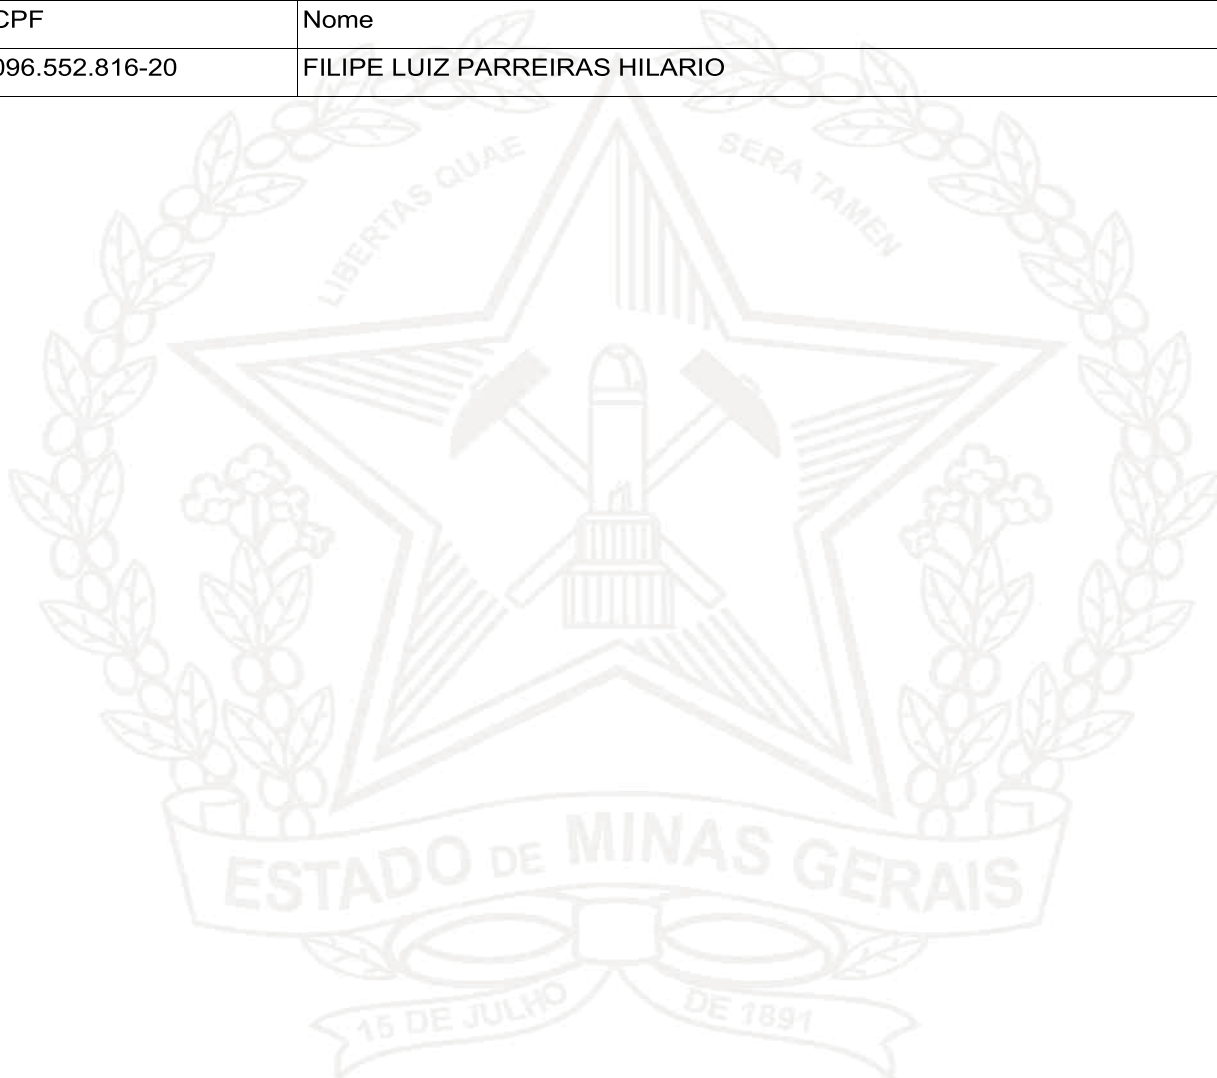 CPF Nome
096.552.816-20 FILIPE LUIZ PARREIRAS HILARIO
LIBERTAS QUAE SERA TAMEN
ESTADO DE MINAS GERAIS
15 DE JULHO DE 1891